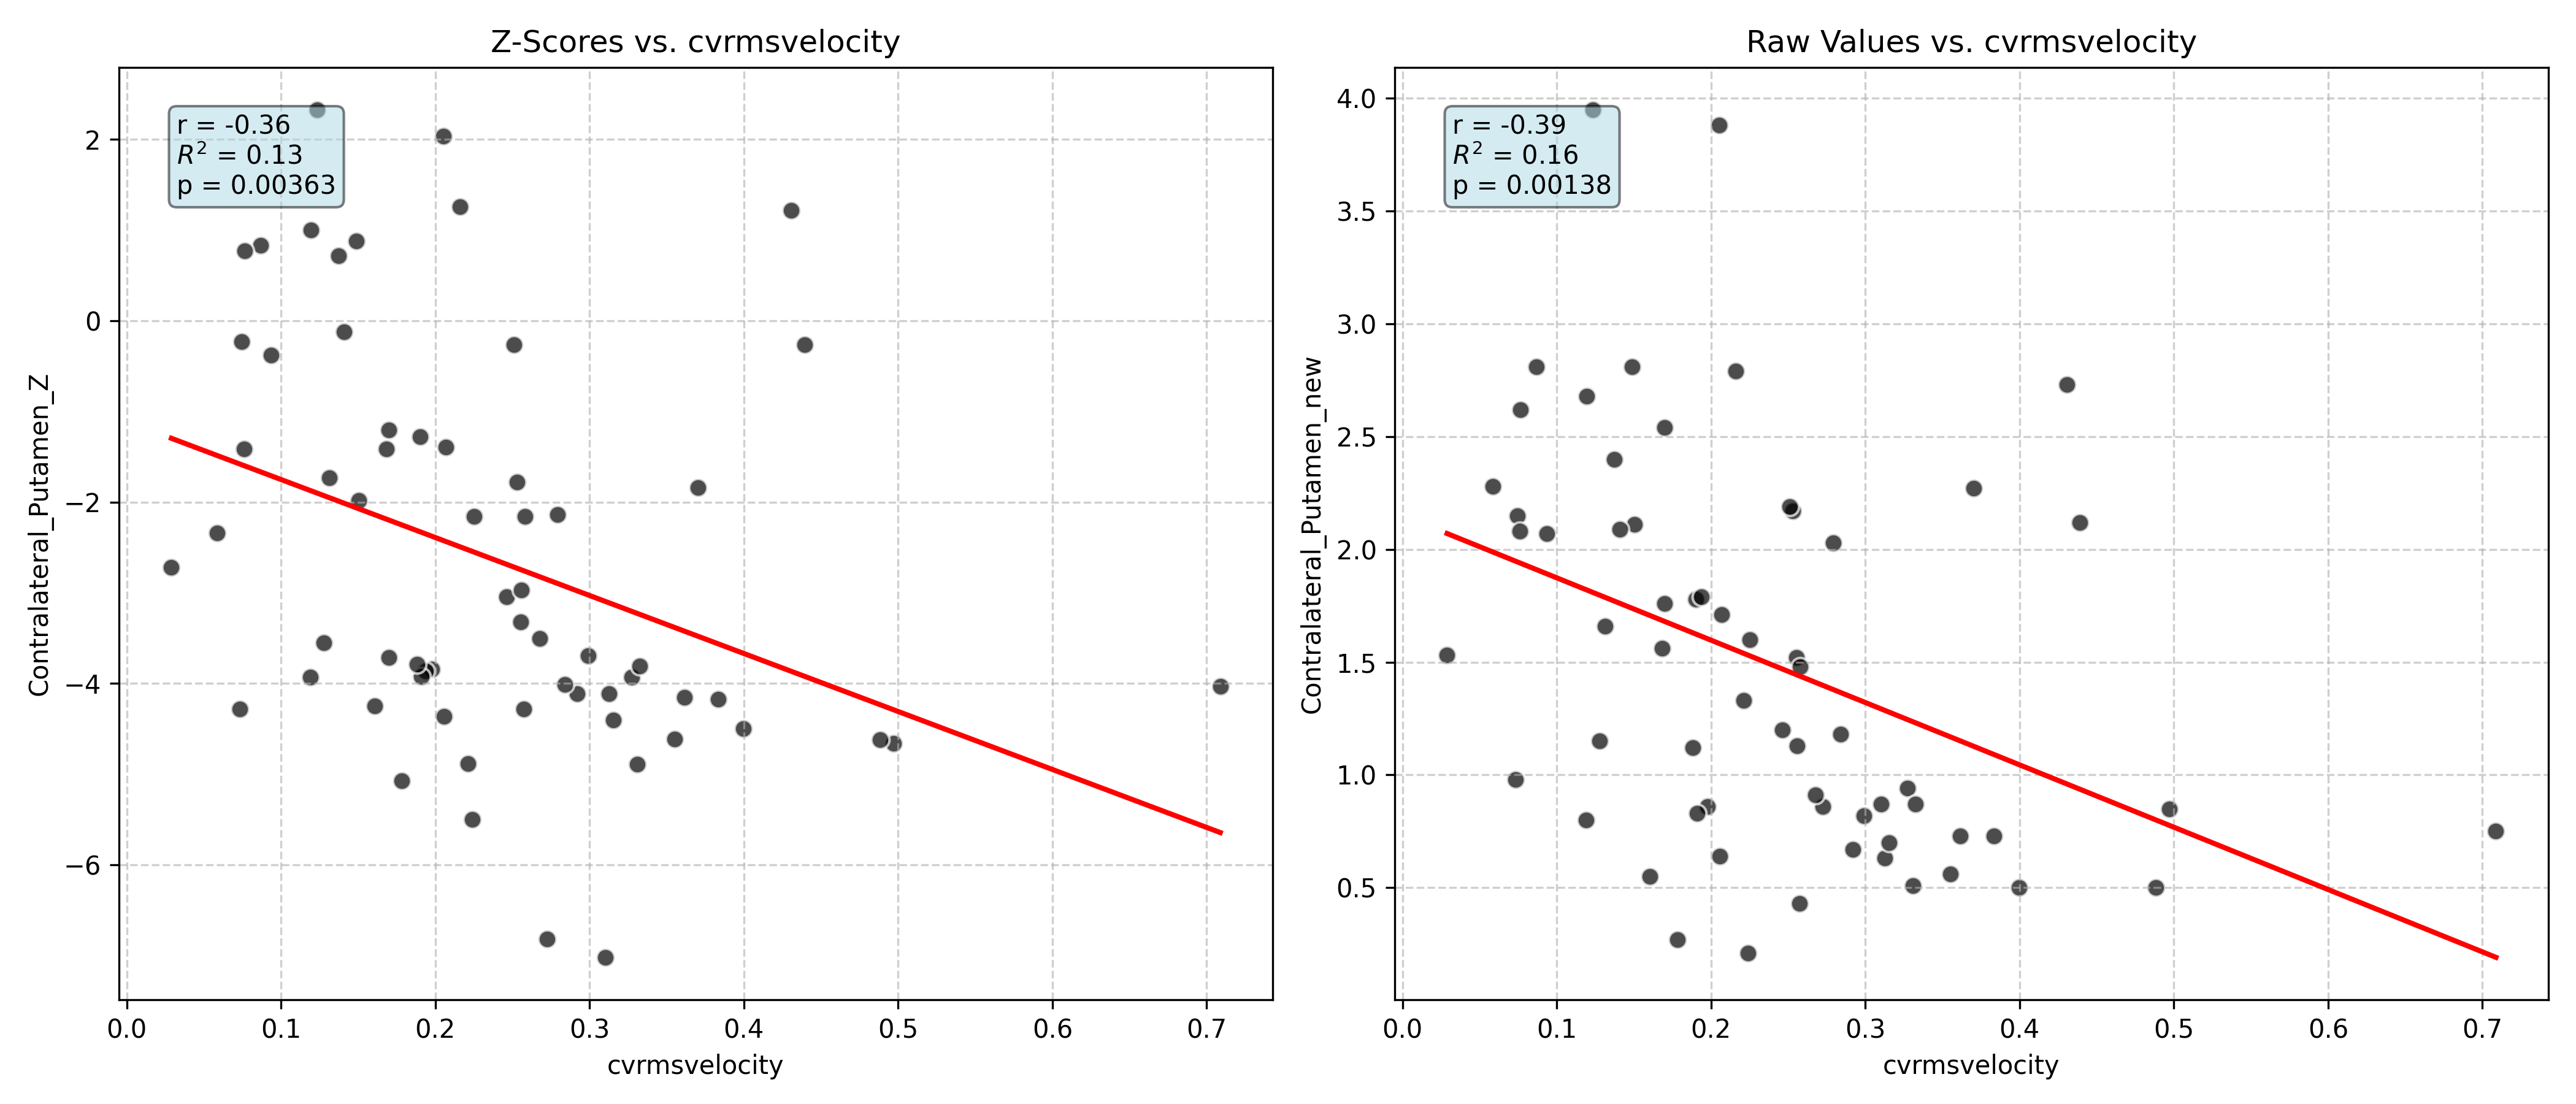 Z-Scores vs. cvrmsvelocity
r = -0.36
R² = 0.13
p = 0.00363
Contralateral_Putamen_Z
2
0
−2
−4
−6
0.0 0.1 0.2 0.3 0.4 0.5 0.6 0.7
cvrmsvelocity
Raw Values vs. cvrmsvelocity
r = -0.39
R² = 0.16
p = 0.00138
Contralateral_Putamen_new
4.0
3.5
3.0
2.5
2.0
1.5
1.0
0.5
0.0 0.1 0.2 0.3 0.4 0.5 0.6 0.7
cvrmsvelocity